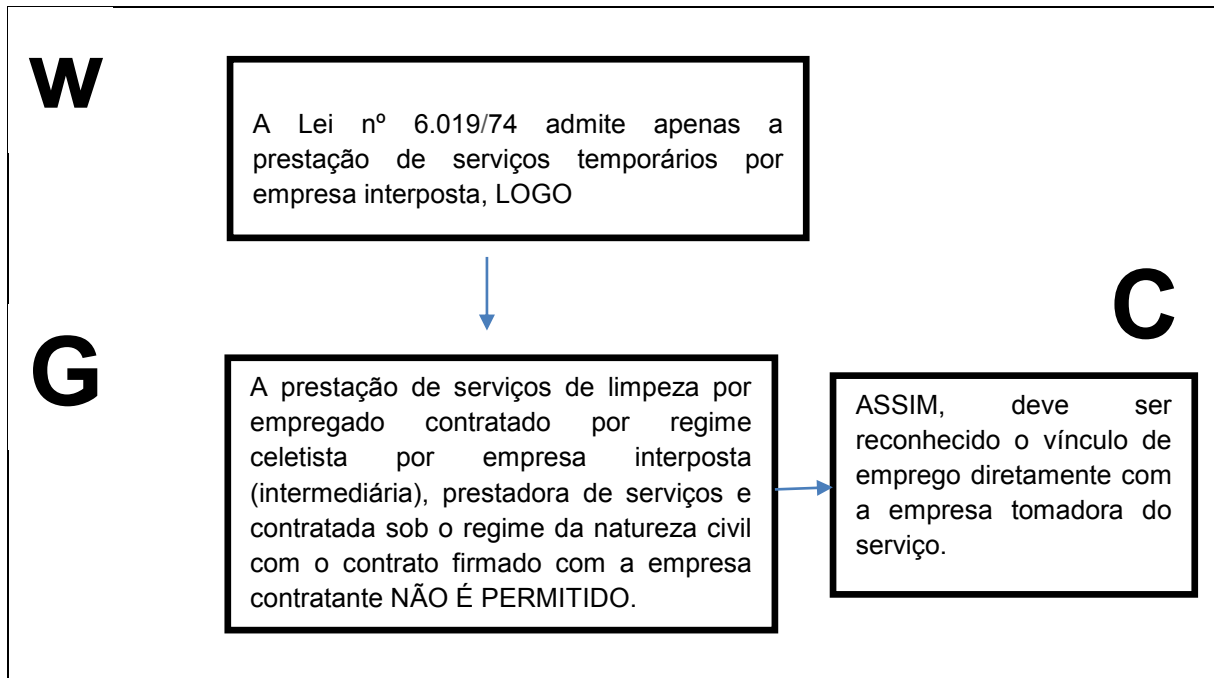 W
A Lei nº 6.019/74 admite apenas a
prestação de serviços temporários por
empresa interposta, LOGO
C
G
A prestação de serviços de limpeza por
empregado contratado por regime
celetista por empresa interposta
(intermediária), prestadora de serviços e
contratada sob o regime da natureza civil
com o contrato firmado com a empresa
contratante NÃO É PERMITIDO.
ASSIM, deve ser
reconhecido o vínculo de
emprego diretamente com
a empresa tomadora do
serviço.